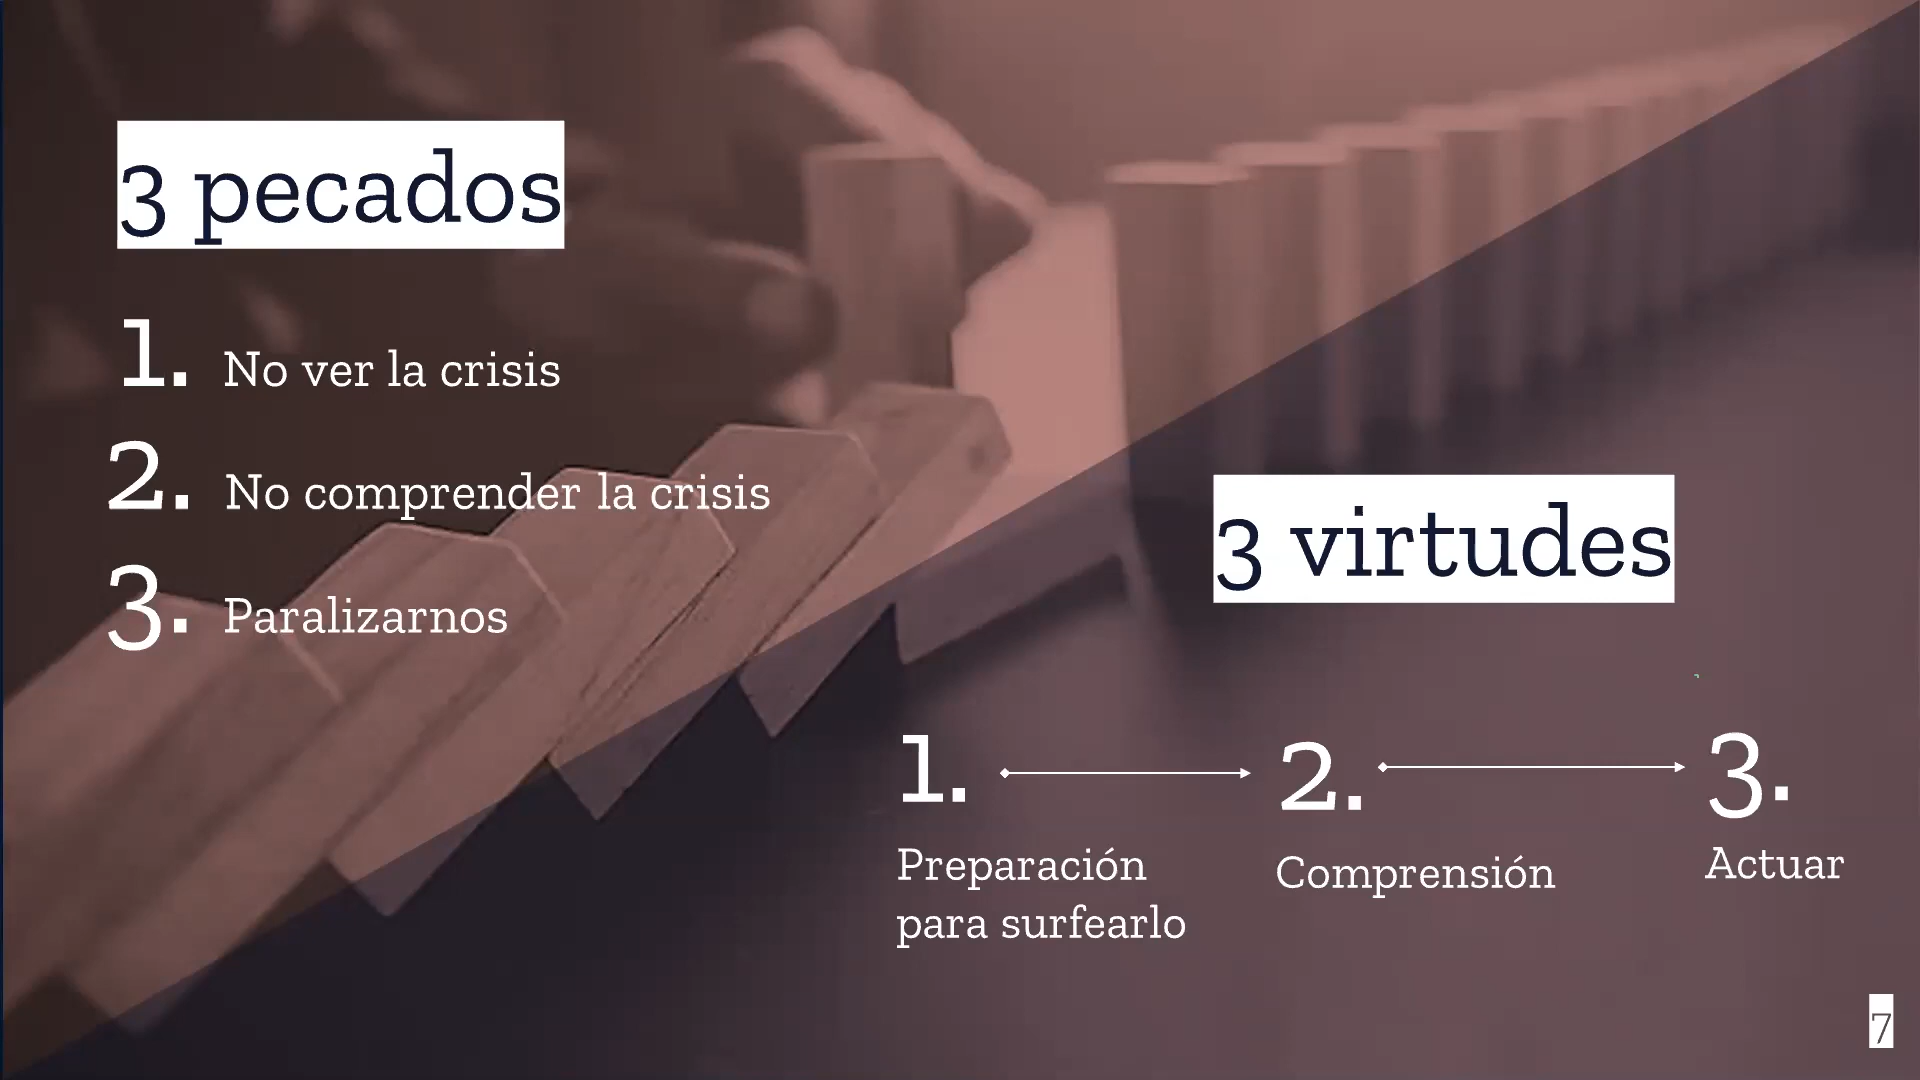 3 pecados
1. No ver la crisis
2. No comprender la crisis
3. Paralizarnos
3 virtudes
1.
Preparación
para surfearlo
2.
Comprensión
3.
Actuar
7